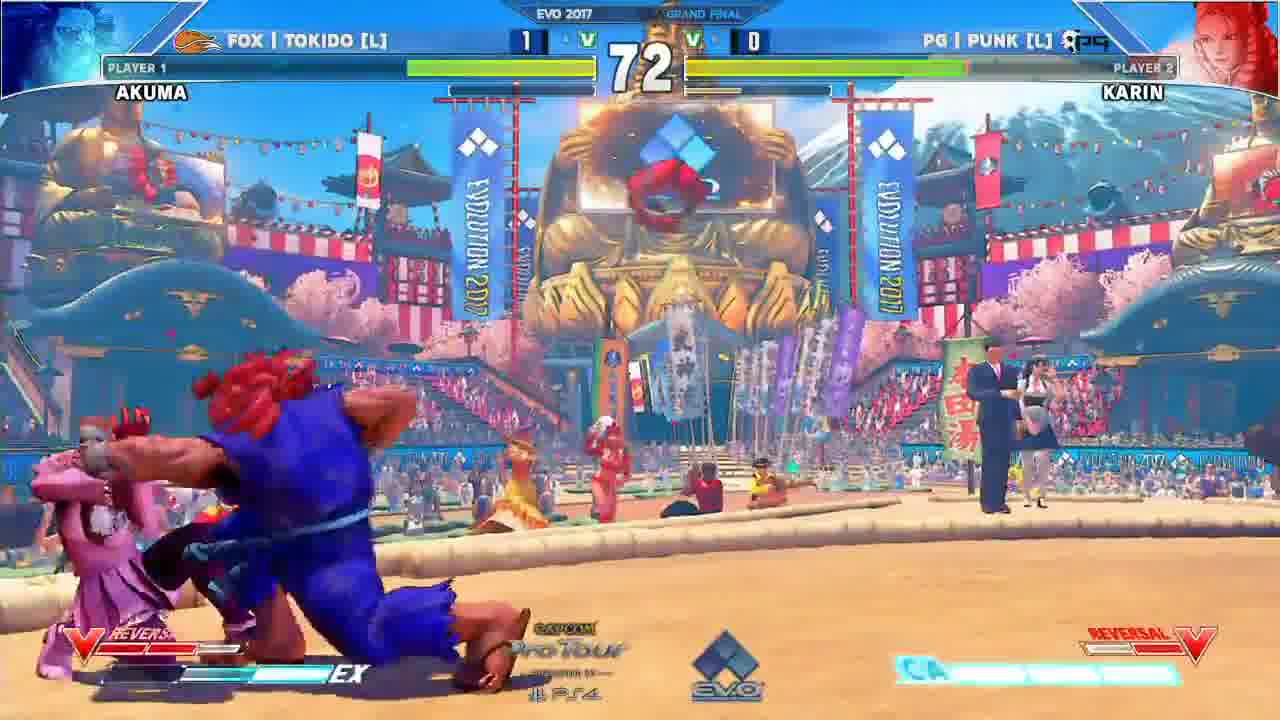 EVO 2017 GRAND FINAL
FOX | TOKIDO [L] 1 V 72 V 0 PG | PUNK [L]
PLAYER 1 PLAYER 2
AKUMA KARIN
EVOLUTION 2017
EVOLUTION 2017
REVERSAL
EX
REVERSAL
CA
CAPCOM
Pro Tour
PS4
EVO